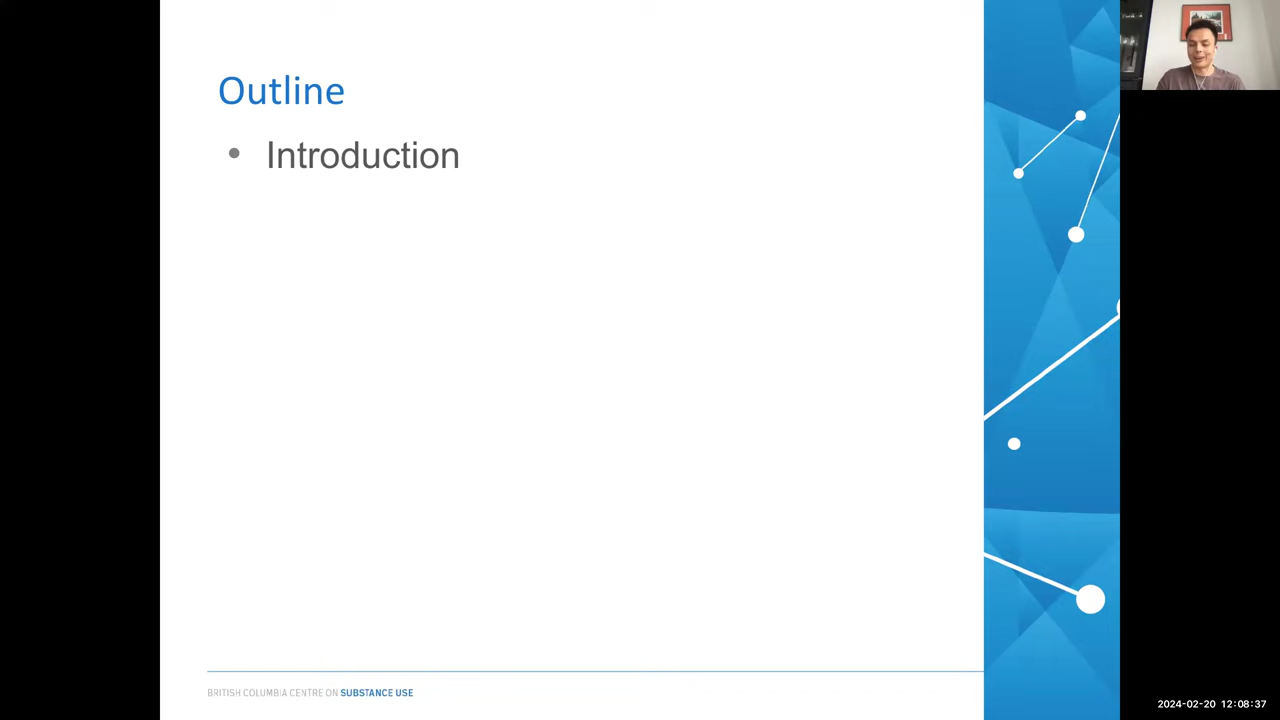 Outline
• Introduction
BRITISH COLUMBIA CENTRE ON SUBSTANCE USE
2024-02-20 12:08:37